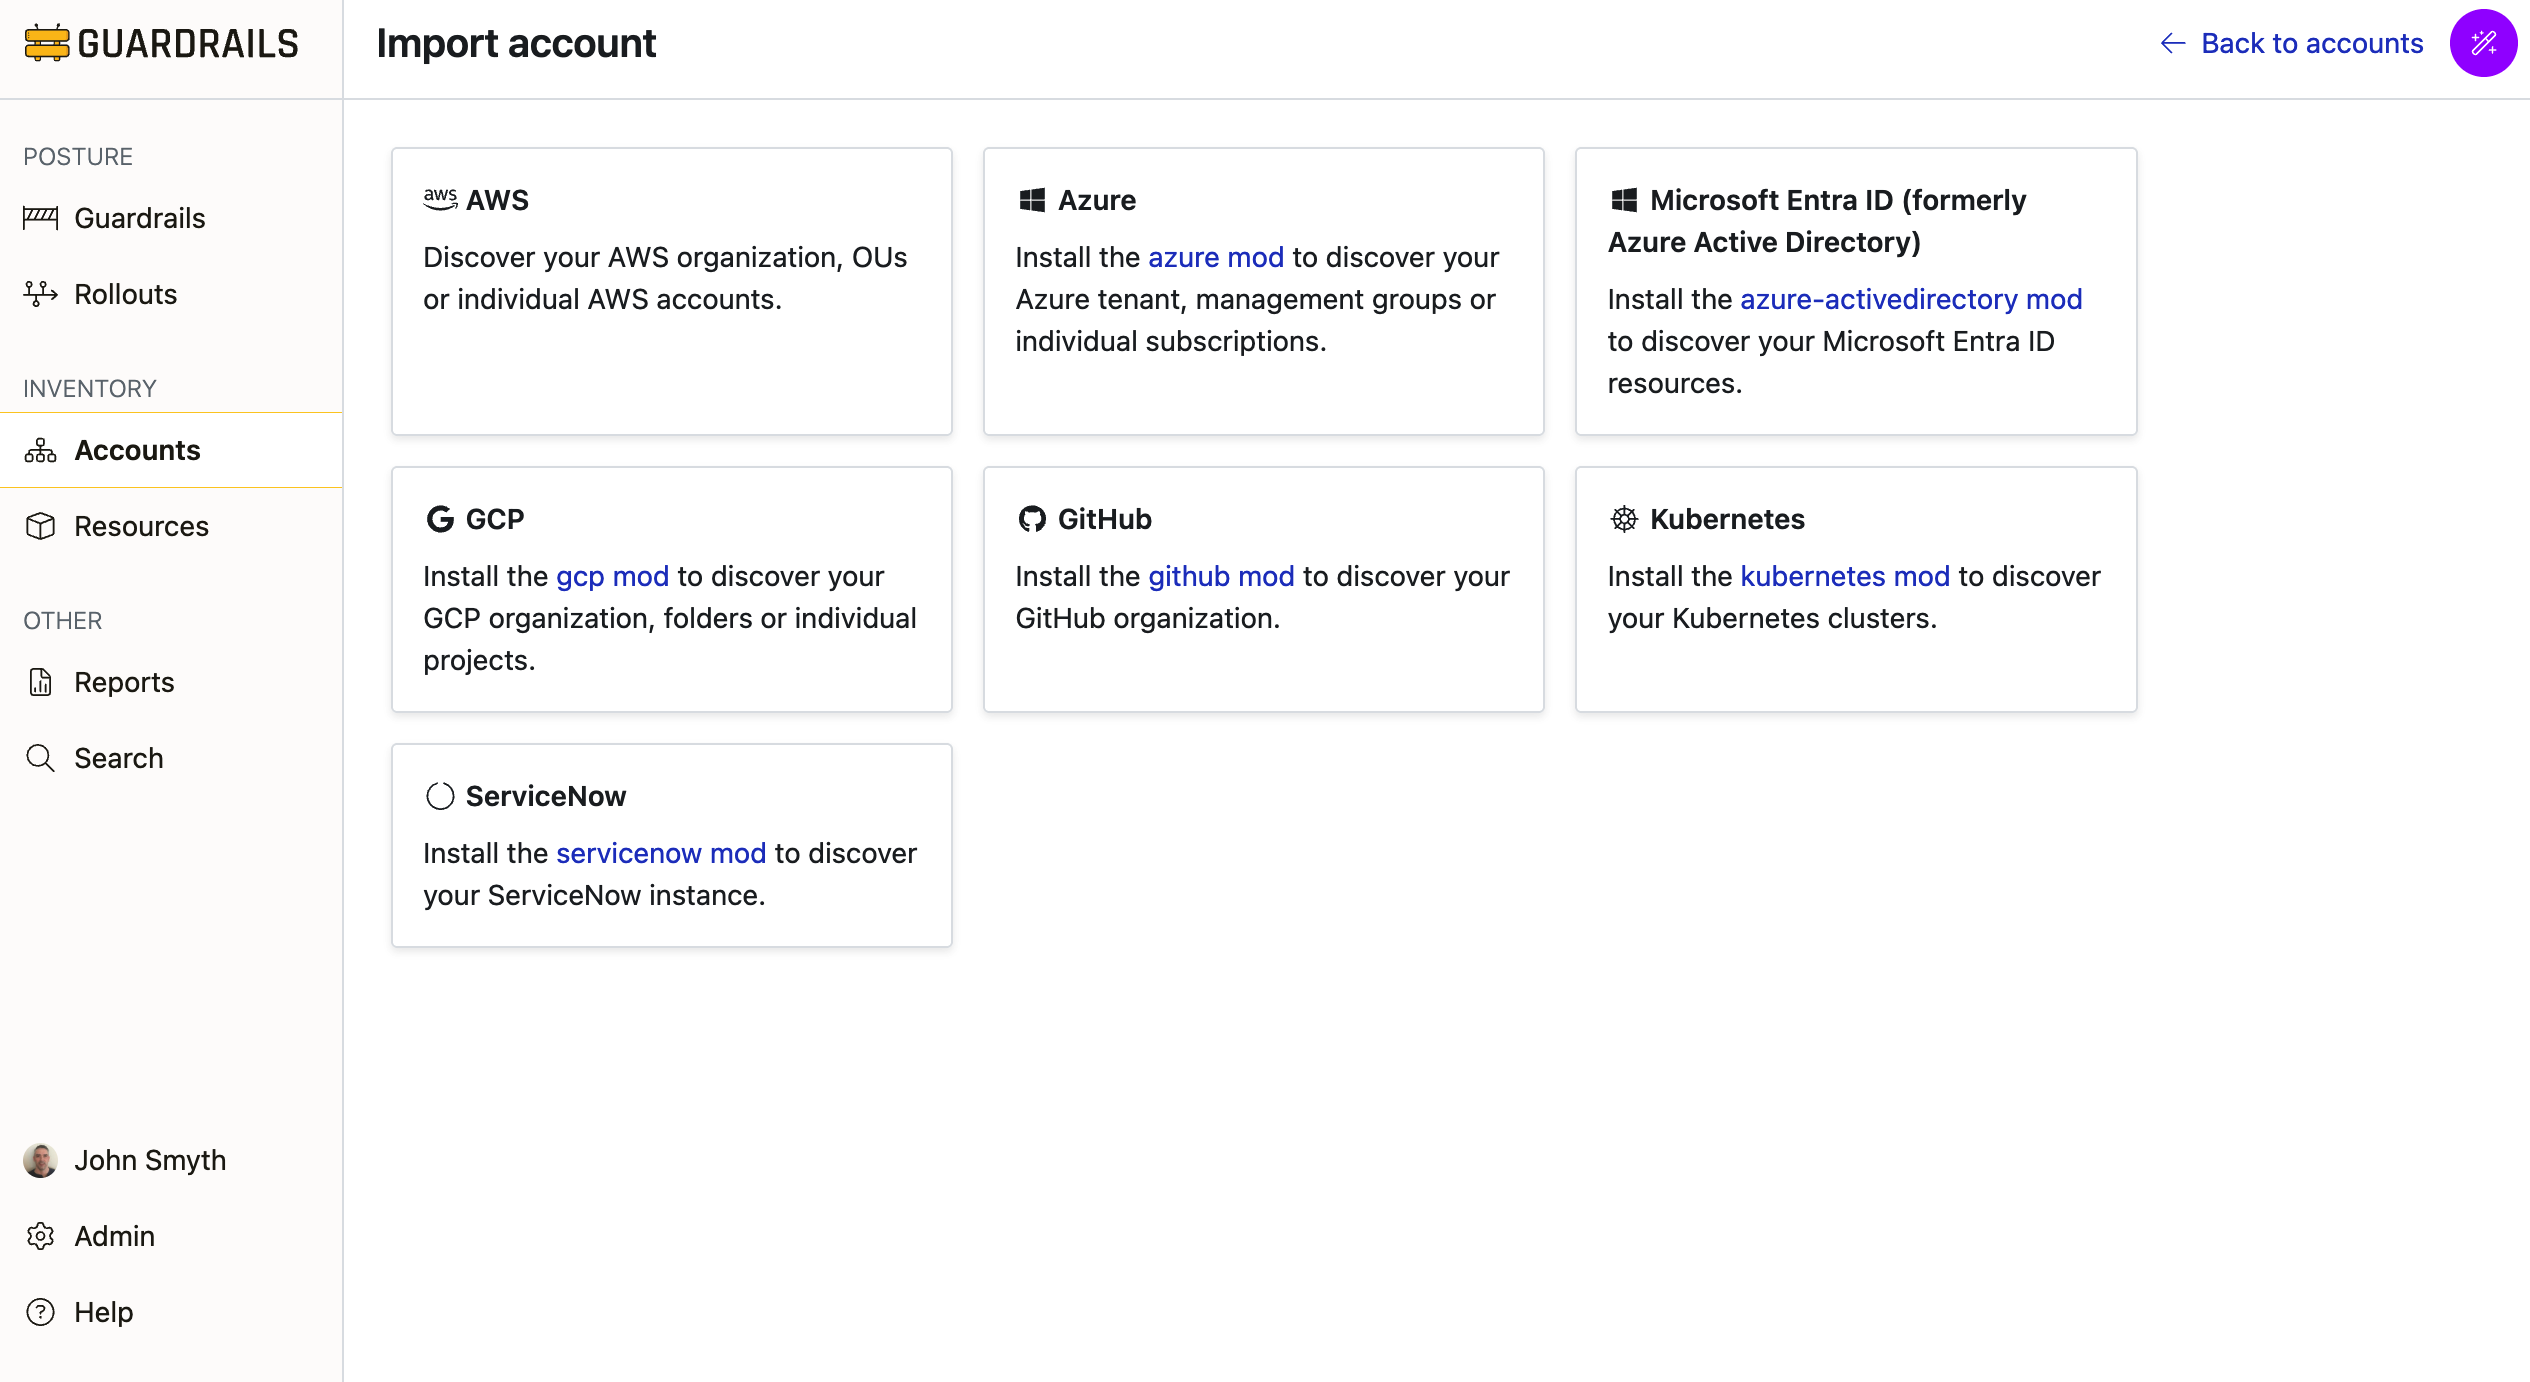 GUARDRAILS
Import account
Back to accounts
POSTURE
Guardrails
Rollouts
INVENTORY
Accounts
Resources
OTHER
Reports
Search
John Smyth
Admin
Help
aws AWS
Discover your AWS organization, OUs
or individual AWS accounts.
Azure
Install the azure mod to discover your
Azure tenant, management groups or
individual subscriptions.
Microsoft Entra ID (formerly
Azure Active Directory)
Install the azure-activedirectory mod
to discover your Microsoft Entra ID
resources.
GCP
Install the gcp mod to discover your
GCP organization, folders or individual
projects.
GitHub
Install the github mod to discover your
GitHub organization.
Kubernetes
Install the kubernetes mod to discover
your Kubernetes clusters.
ServiceNow
Install the servicenow mod to discover
your ServiceNow instance.